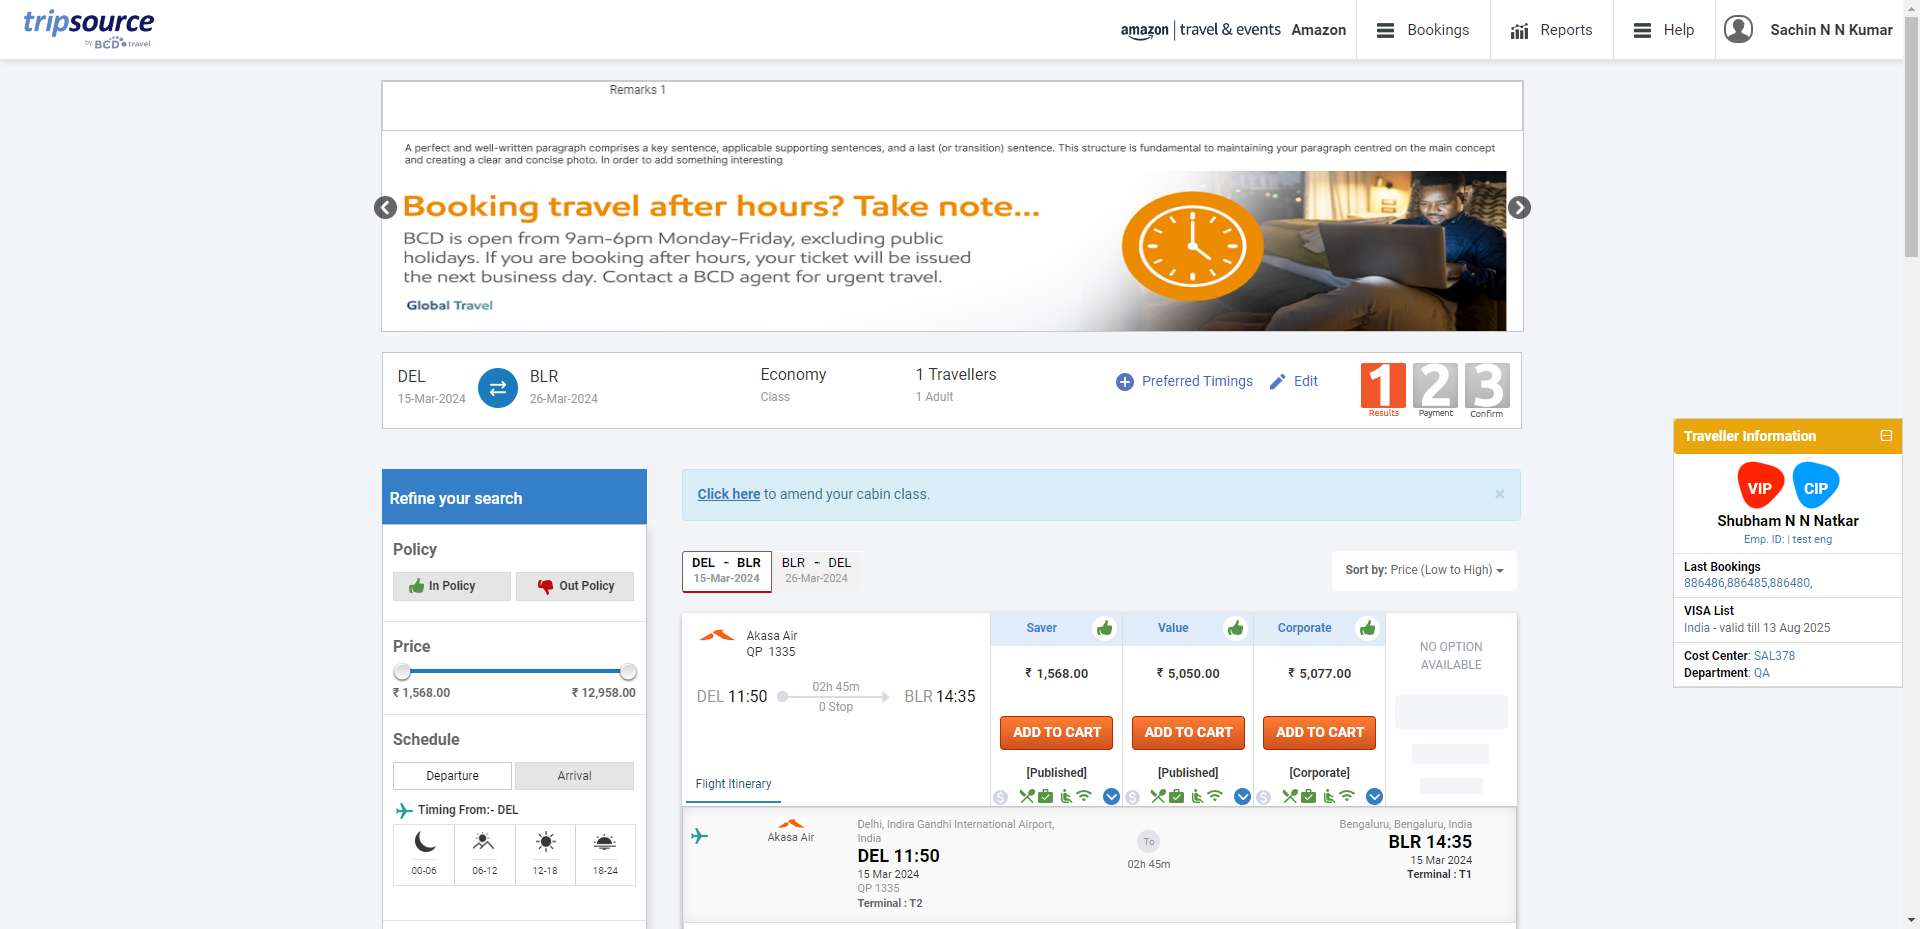 tripsource
by BCD travel
amazon | travel & events Amazon
Bookings
Reports
Help
Sachin N N Kumar
Remarks 1
A perfect and well-written paragraph comprises a key sentence, applicable supporting sentences, and a last (or transition) sentence. This structure is fundamental to maintaining your paragraph centred on the main concept
and creating a clear and concise photo. In order to add something interesting
Booking travel after hours? Take note...
BCD is open from 9am-6pm Monday-Friday, excluding public
holidays. If you are booking after hours, your ticket will be issued
the next business day. Contact a BCD agent for urgent travel.
Global Travel
DEL
15-Mar-2024
BLR
26-Mar-2024
Economy
Class
1 Travellers
1 Adult
Preferred Timings
Edit
1
Results
2
Payment
3
Confirm
Traveller Information
VIP
CIP
Shubham N N Natkar
Emp. ID: | test eng
Last Bookings
886486,886485,886480,
VISA List
India - valid till 13 Aug 2025
Cost Center: SAL378
Department: QA
Refine your search
Policy
In Policy
Out Policy
Price
₹ 1,568.00
₹ 12,958.00
Schedule
Departure
Arrival
Timing From:- DEL
00-06
06-12
12-18
18-24
Click here to amend your cabin class.
×
DEL - BLR
15-Mar-2024
BLR - DEL
26-Mar-2024
Sort by: Price (Low to High)
Akasa Air
QP 1335
DEL 11:50
02h 45m
0 Stop
BLR 14:35
Flight Itinerary
Saver
₹ 1,568.00
ADD TO CART
[Published]
Value
₹ 5,050.00
ADD TO CART
[Published]
Corporate
₹ 5,077.00
ADD TO CART
[Corporate]
NO OPTION
AVAILABLE
Akasa Air
Delhi, Indira Gandhi International Airport,
India
DEL 11:50
15 Mar 2024
QP 1335
Terminal : T2
To
02h 45m
Bengaluru, Bengaluru, India
BLR 14:35
15 Mar 2024
Terminal : T1